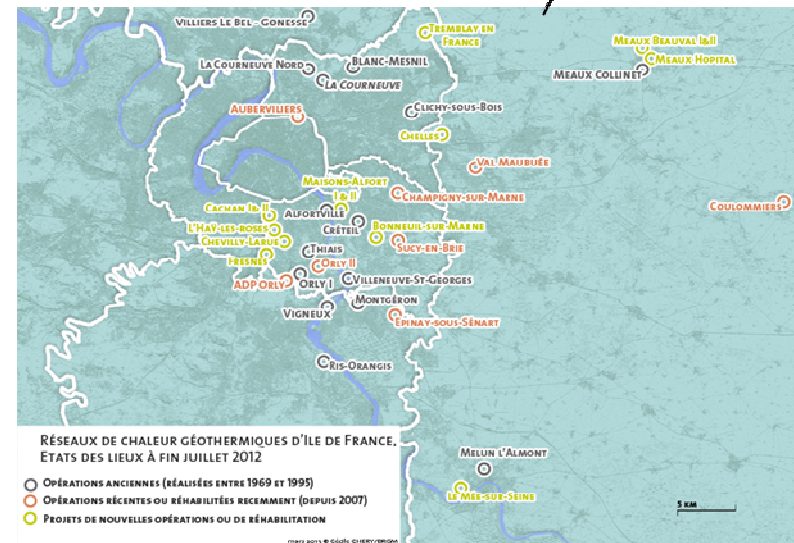 Villiers Le Bel - Gonesse
Tremblay en
France
Meaux Beauval I&II
Meaux Hopital
Meaux Collinet
La Courneuve Nord
Blanc-Mesnil
La Courneuve
Aubervilliers
Clichy-sous-Bois
Chelles
Val Maubuée
Maisons-Alfort
I & II
Champigny-sur-Marne
Coulommiers
Cachan I& II
Alfortville
L'Haÿ-les-Roses
Créteil
Bonneuil-sur-Marne
Chevilly-Larue
Sucy-en-Brie
Thiais
Fresnes
Orly II
ADP Orly
Orly I
Villeneuve-St-Georges
Montgéron
Vigneux
Epinay-sous-Sénart
Ris-Orangis
Réseaux de chaleur géothermiques d'Ile de France.
Etats des lieux à fin juillet 2012
Opérations anciennes (réalisées entre 1969 et 1995)
Opérations récentes ou réhabilitées recemment (depuis 2007)
Projets de nouvelles opérations ou de réhabilitation
Melun l'Almont
Le Mée-sur-Seine
5 km